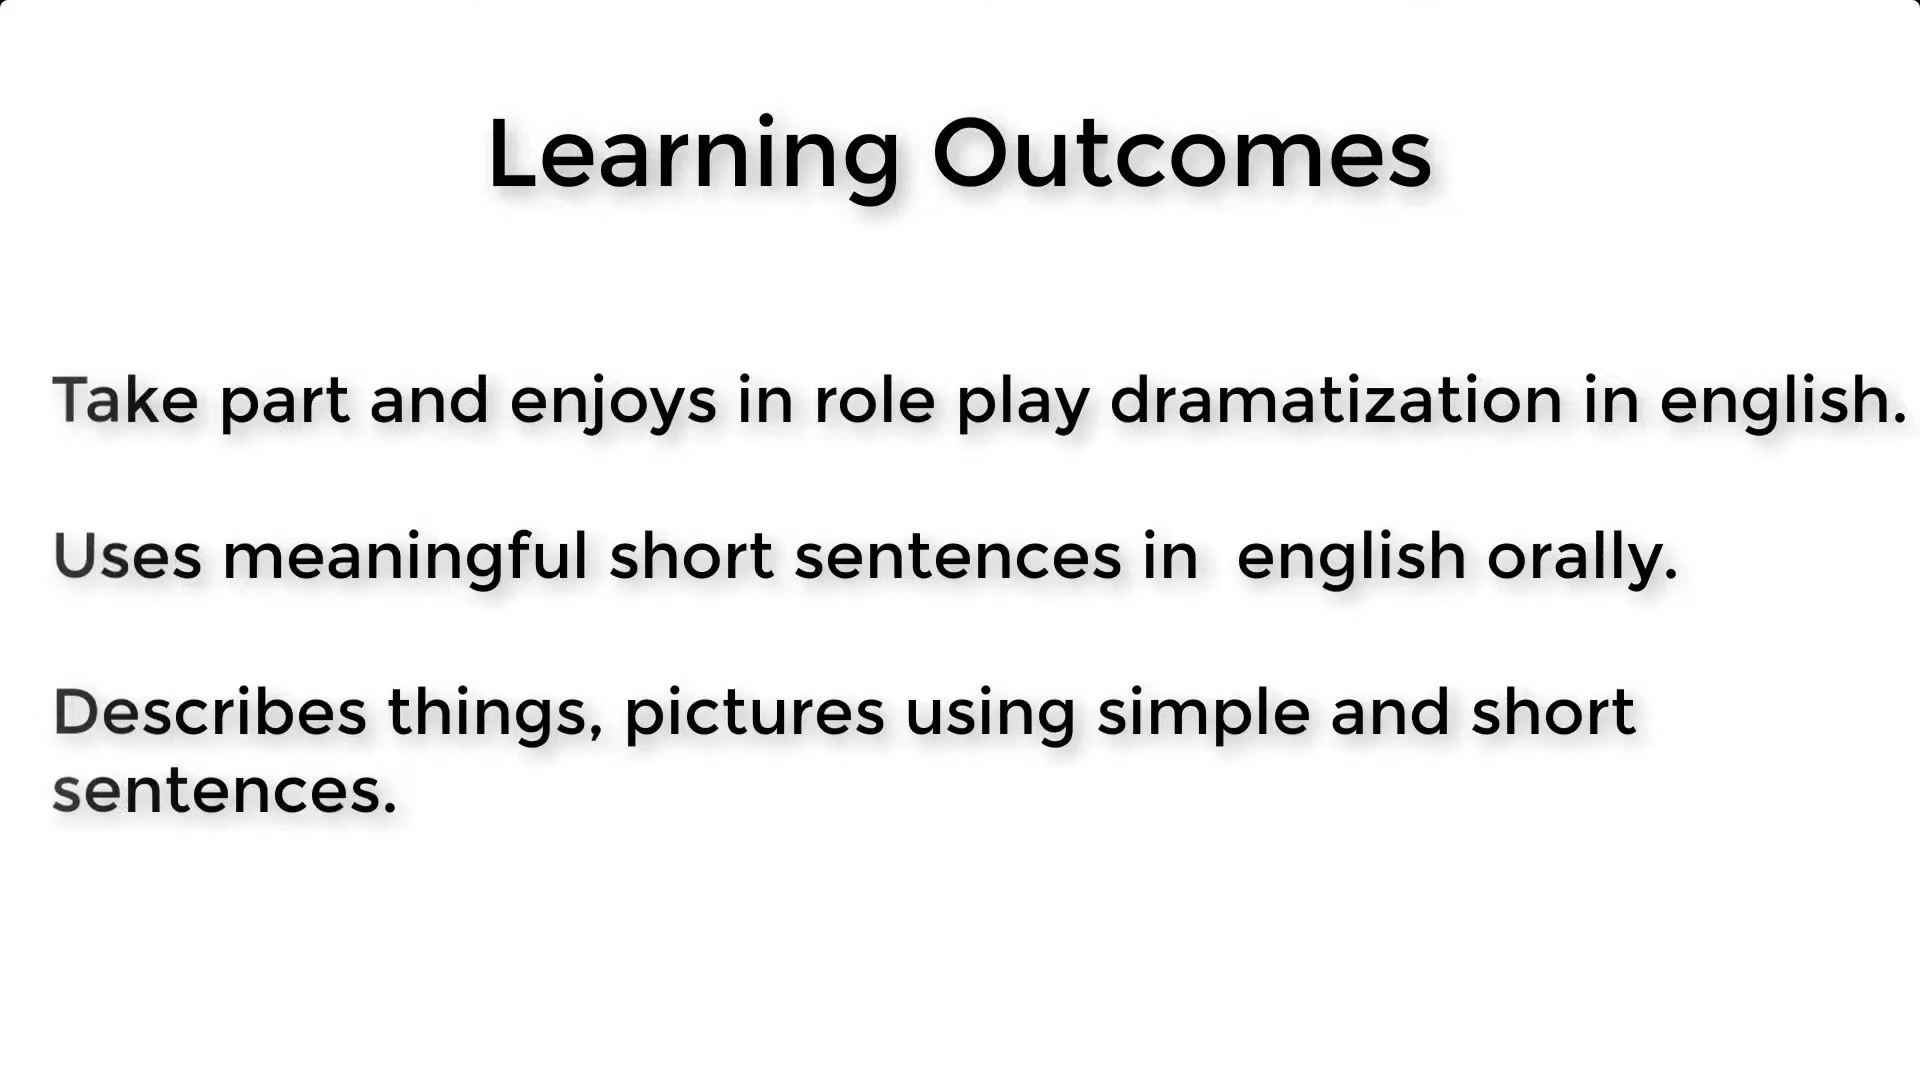 Learning Outcomes
Take part and enjoys in role play dramatization in english.
Uses meaningful short sentences in  english orally.
Describes things, pictures using simple and short
sentences.